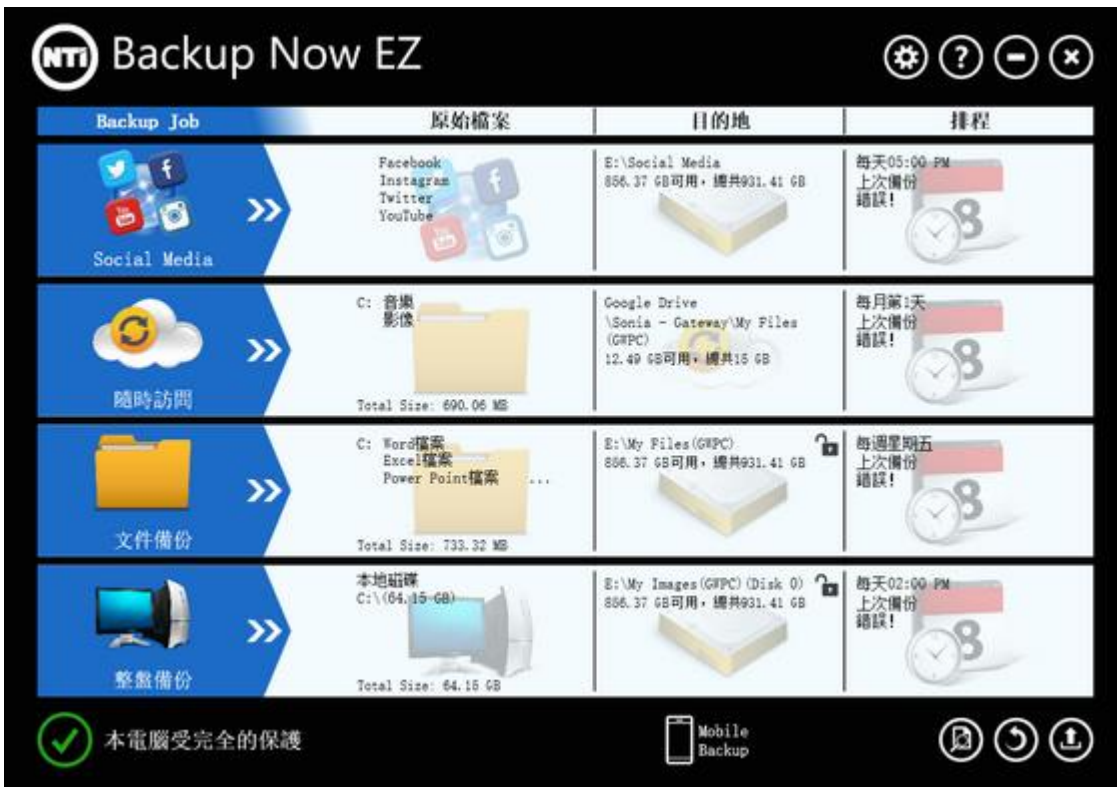 NTI Backup Now EZ
Backup Job
原始檔案
目的地
排程
Social Media
Facebook
Instagram
Twitter
YouTube
E:\Social Media
856.37 GB可用，總共931.41 GB
每天05:00 PM
上次備份
錯誤!
隨時訪問
C: 音樂
影像
Total Size: 690.06 MB
Google Drive
\Sonia - Gateway\My Files
(GWPC)
12.49 GB可用，總共15 GB
每月第1天
上次備份
錯誤!
文件備份
C: Word檔案
Excel檔案
Power Point檔案 ...
Total Size: 733.32 MB
E:\My Files(GWPC)
856.37 GB可用，總共931.41 GB
每週星期五
上次備份
錯誤!
整盤備份
本地磁碟
C:\(64.15 GB)
Total Size: 64.15 GB
E:\My Images(GWPC)(Disk 0)
856.37 GB可用，總共931.41 GB
每天02:00 PM
上次備份
錯誤!
本電腦受完全的保護
Mobile
Backup